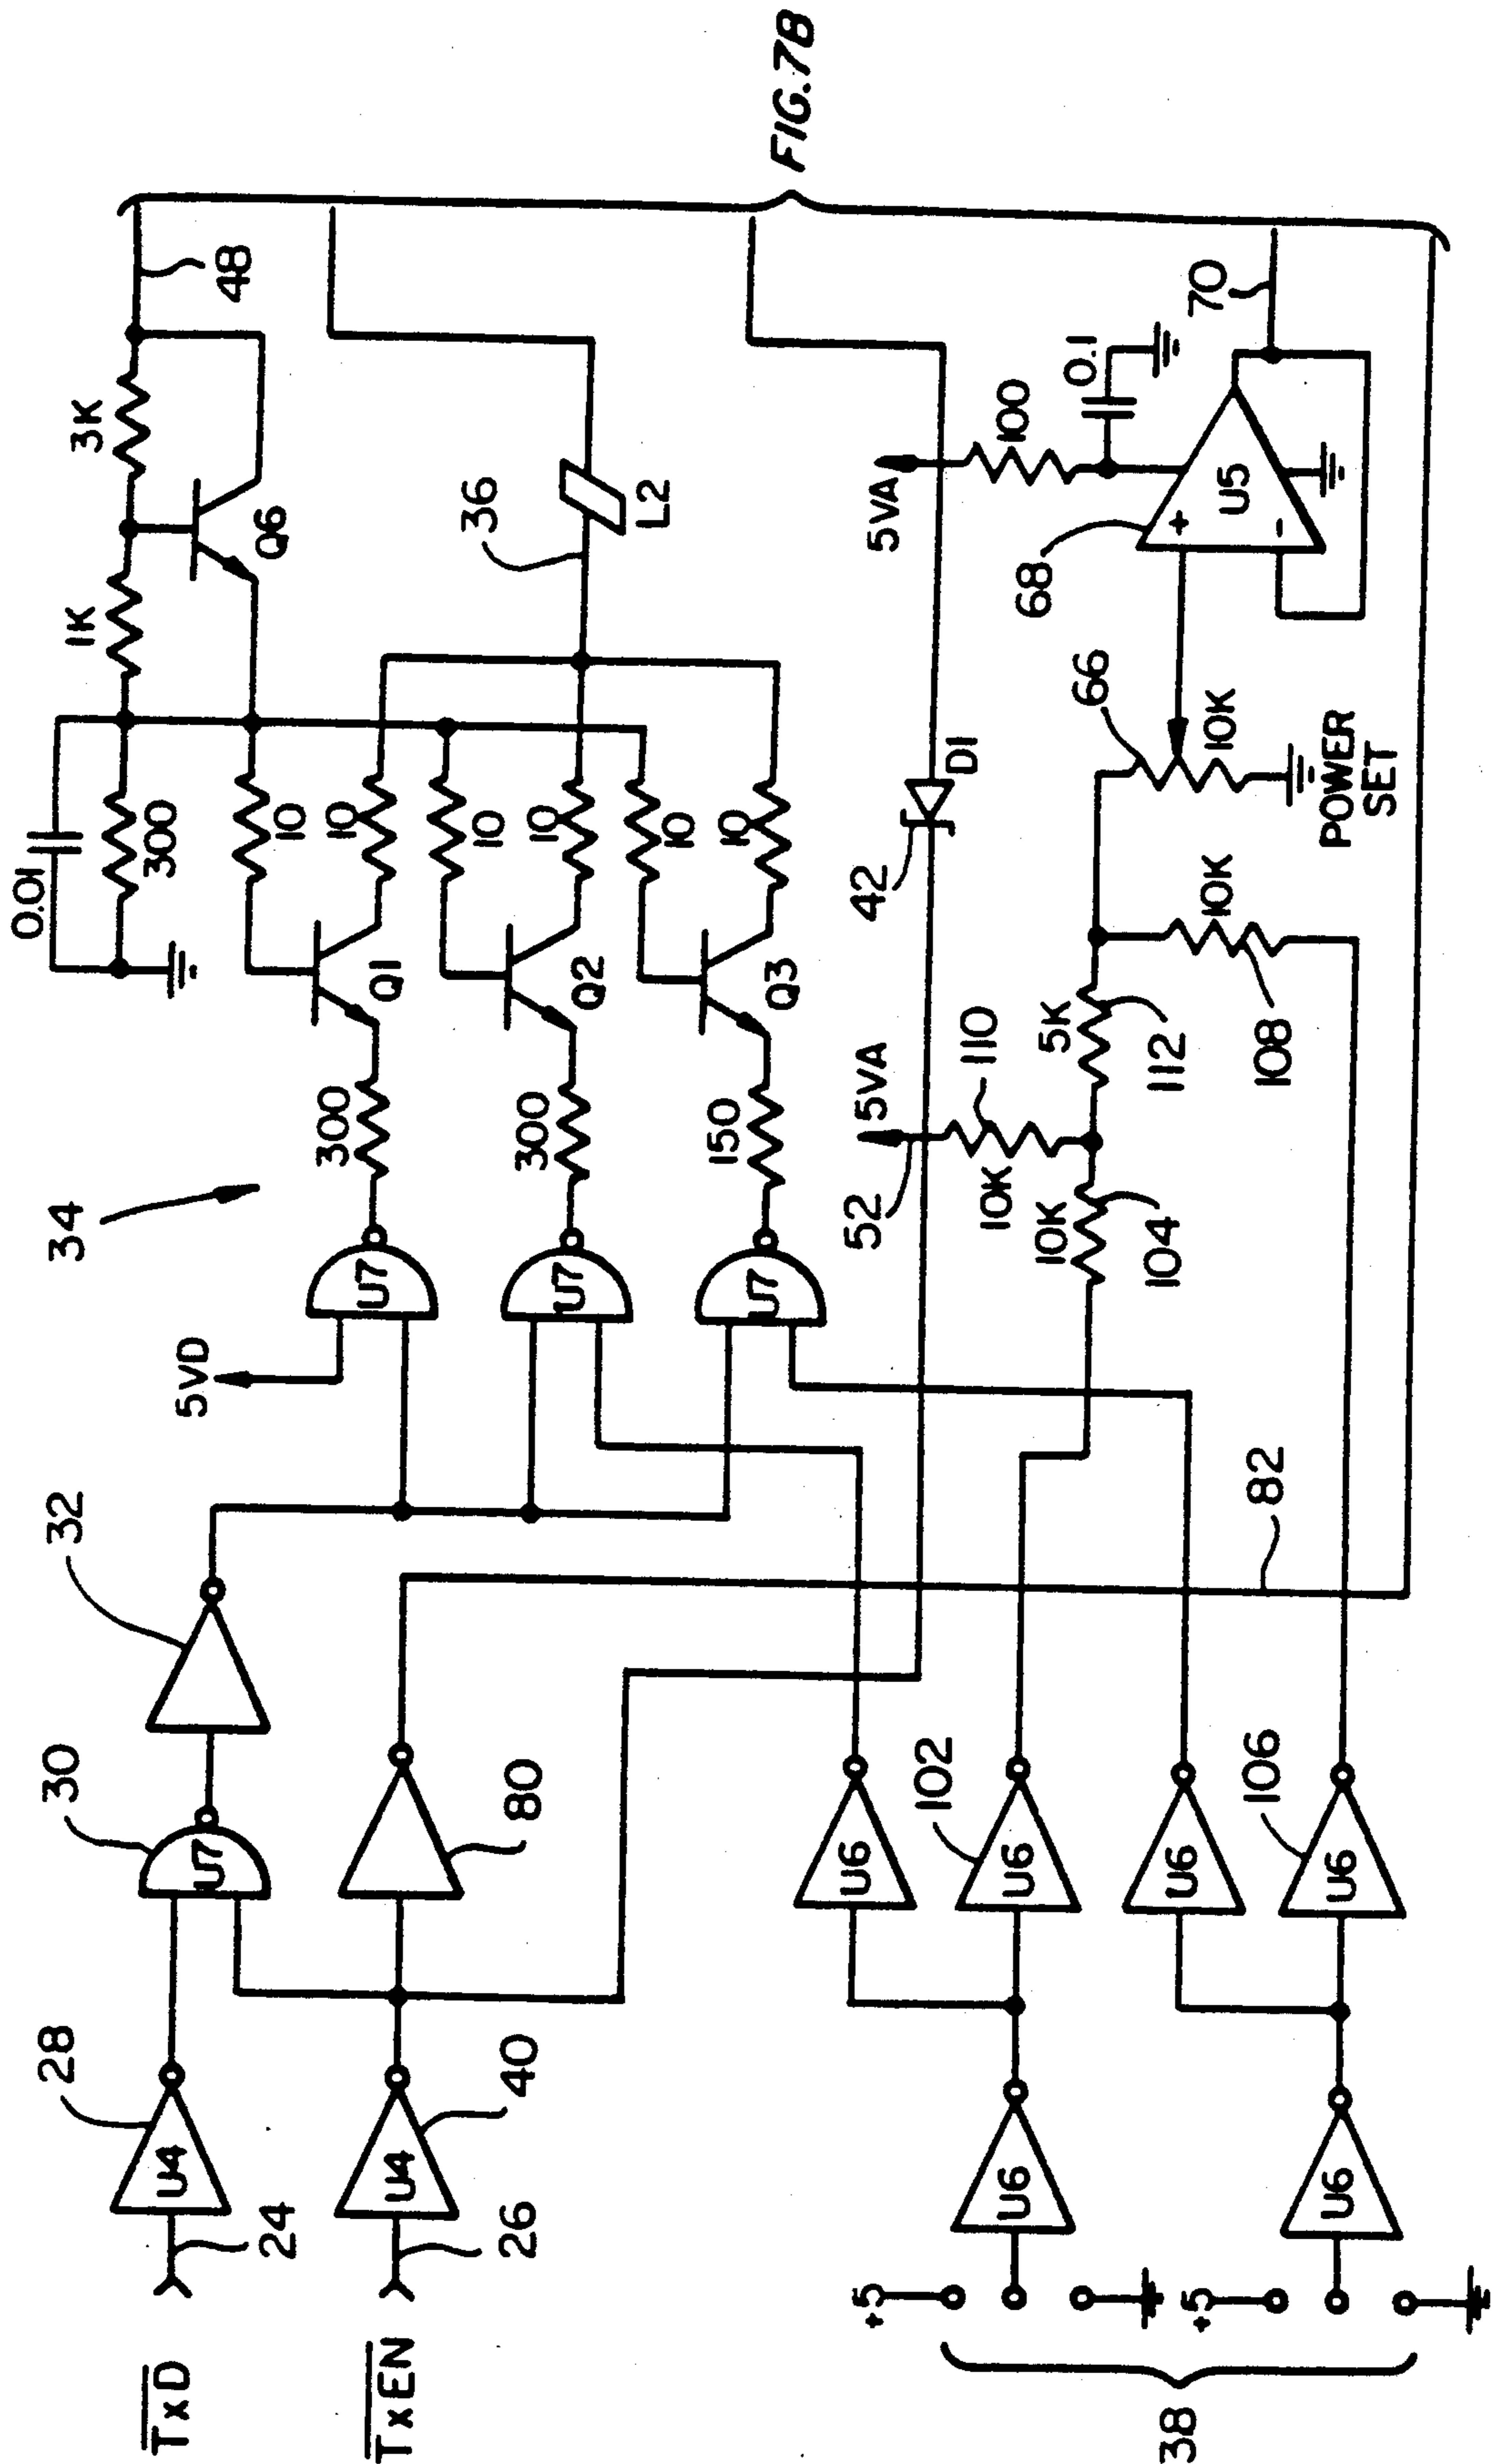 FIG.7B
T x D
T x EN
24
28
U4
30
U7
32
26
U4
40
80
5VD
34
U7
U7
U7
300
300
150
Q1
Q2
Q3
0.01
300
10
10
10
10
10
10
1K
3K
Q6
48
36
L2
42
D1
82
38
+5
+5
U6
U6
U6
U6
U6
U6
102
106
52
5VA
110
10K
10K
104
5K
112
10K
108
66
10K
POWER
SET
68
5VA
100
0.1
+
-
U5
70